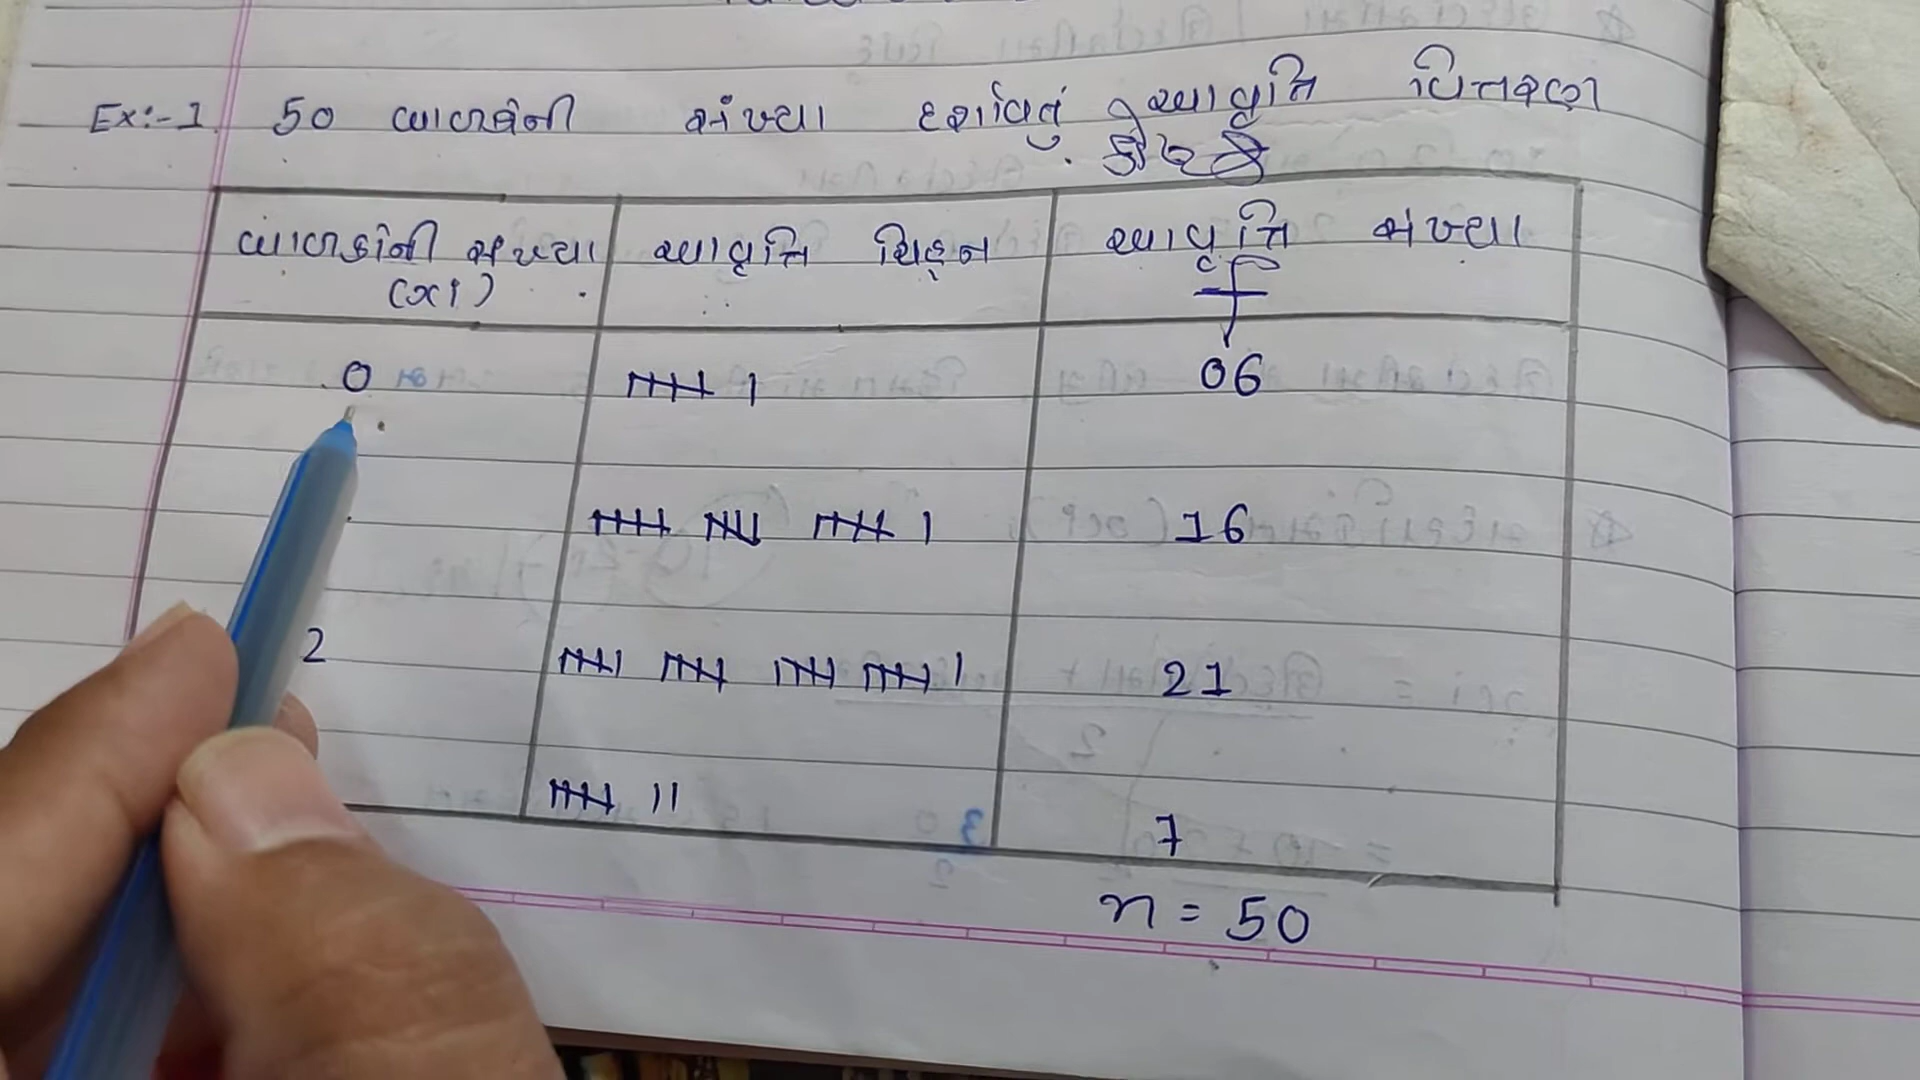 Ex:-1. 50 બાળકોની સંખ્યા દર્શાવતું આવૃત્તિ વિતરણ
કોષ્ટક
બાળકોની સંખ્યા આવૃત્તિ ચિહ્ન આવૃત્તિ સંખ્યા
(xi) f
0 𝍸 | 06
𝍸 𝍸 𝍸 | 16
2 𝍸 𝍸 𝍸 𝍸 | 21
𝍸 || 7
n = 50